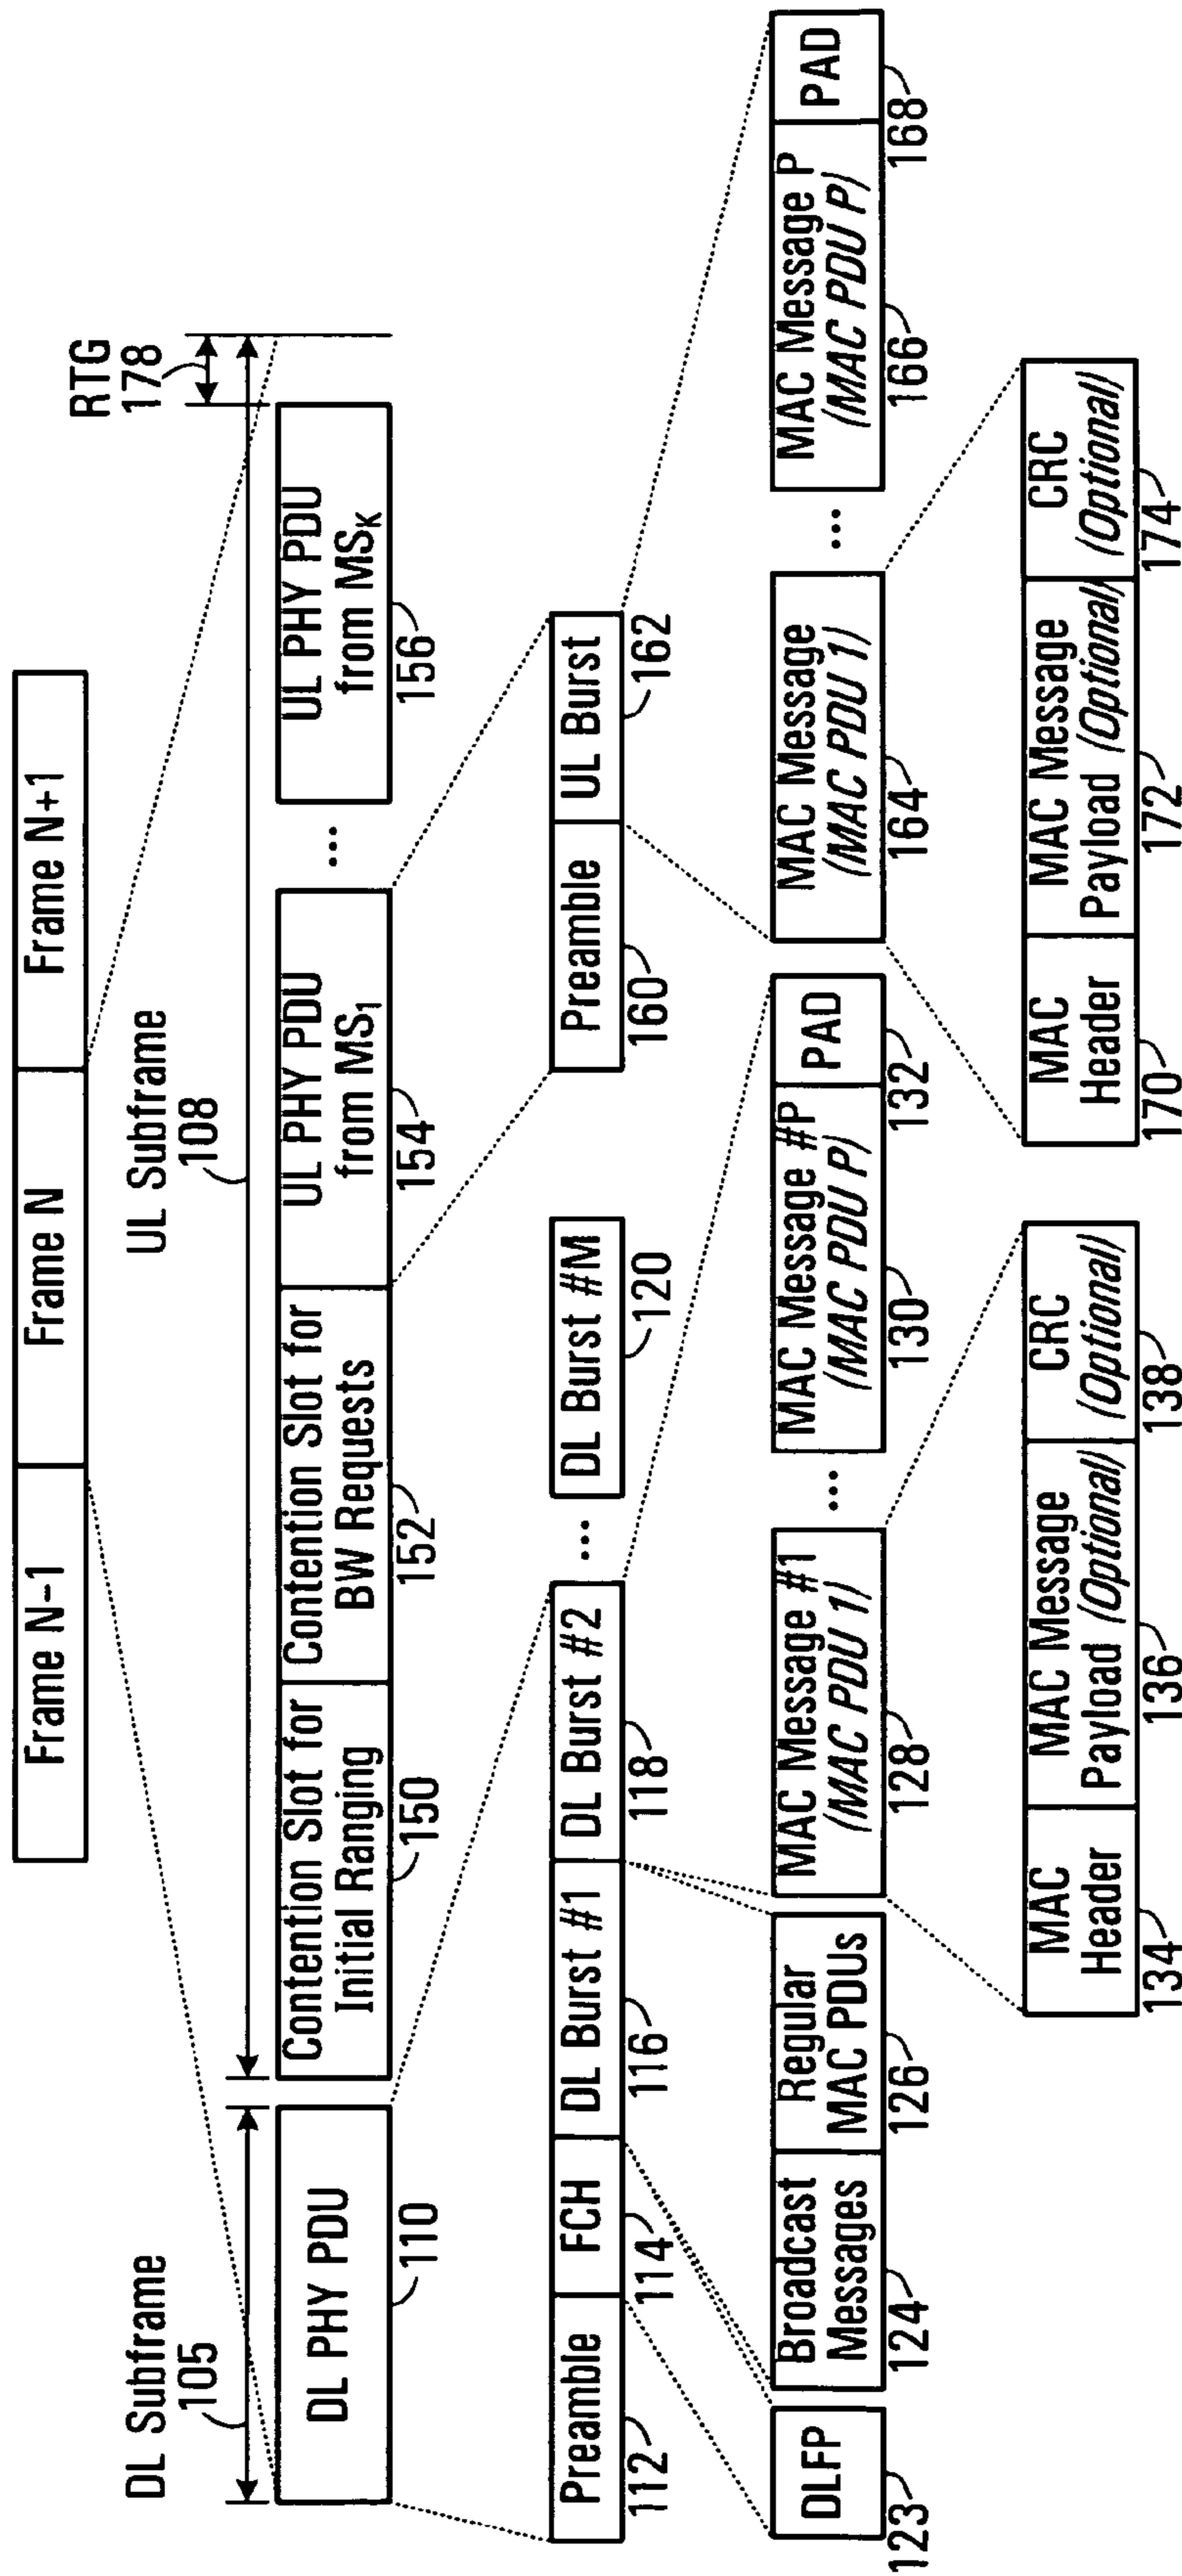 Frame N-1
Frame N
Frame N+1
DL Subframe
105
UL Subframe
108
RTG
178
DL PHY PDU
110
Contention Slot for
Initial Ranging
150
Contention Slot for
BW Requests
152
UL PHY PDU
from MS1
154
...
UL PHY PDU
from MSK
156
Preamble
112
FCH
114
DL Burst #1
116
DL Burst #2
118
...
DL Burst #M
120
Preamble
160
UL Burst
162
DLFP
123
Broadcast
Messages
124
Regular
MAC PDUs
126
MAC Message #1
(MAC PDU 1)
128
...
MAC Message #P
(MAC PDU P)
130
PAD
132
MAC Message
(MAC PDU 1)
164
...
MAC Message P
(MAC PDU P)
166
PAD
168
MAC
Header
134
MAC Message
Payload (Optional)
136
CRC
(Optional)
138
MAC
Header
170
MAC Message
Payload (Optional)
172
CRC
(Optional)
174